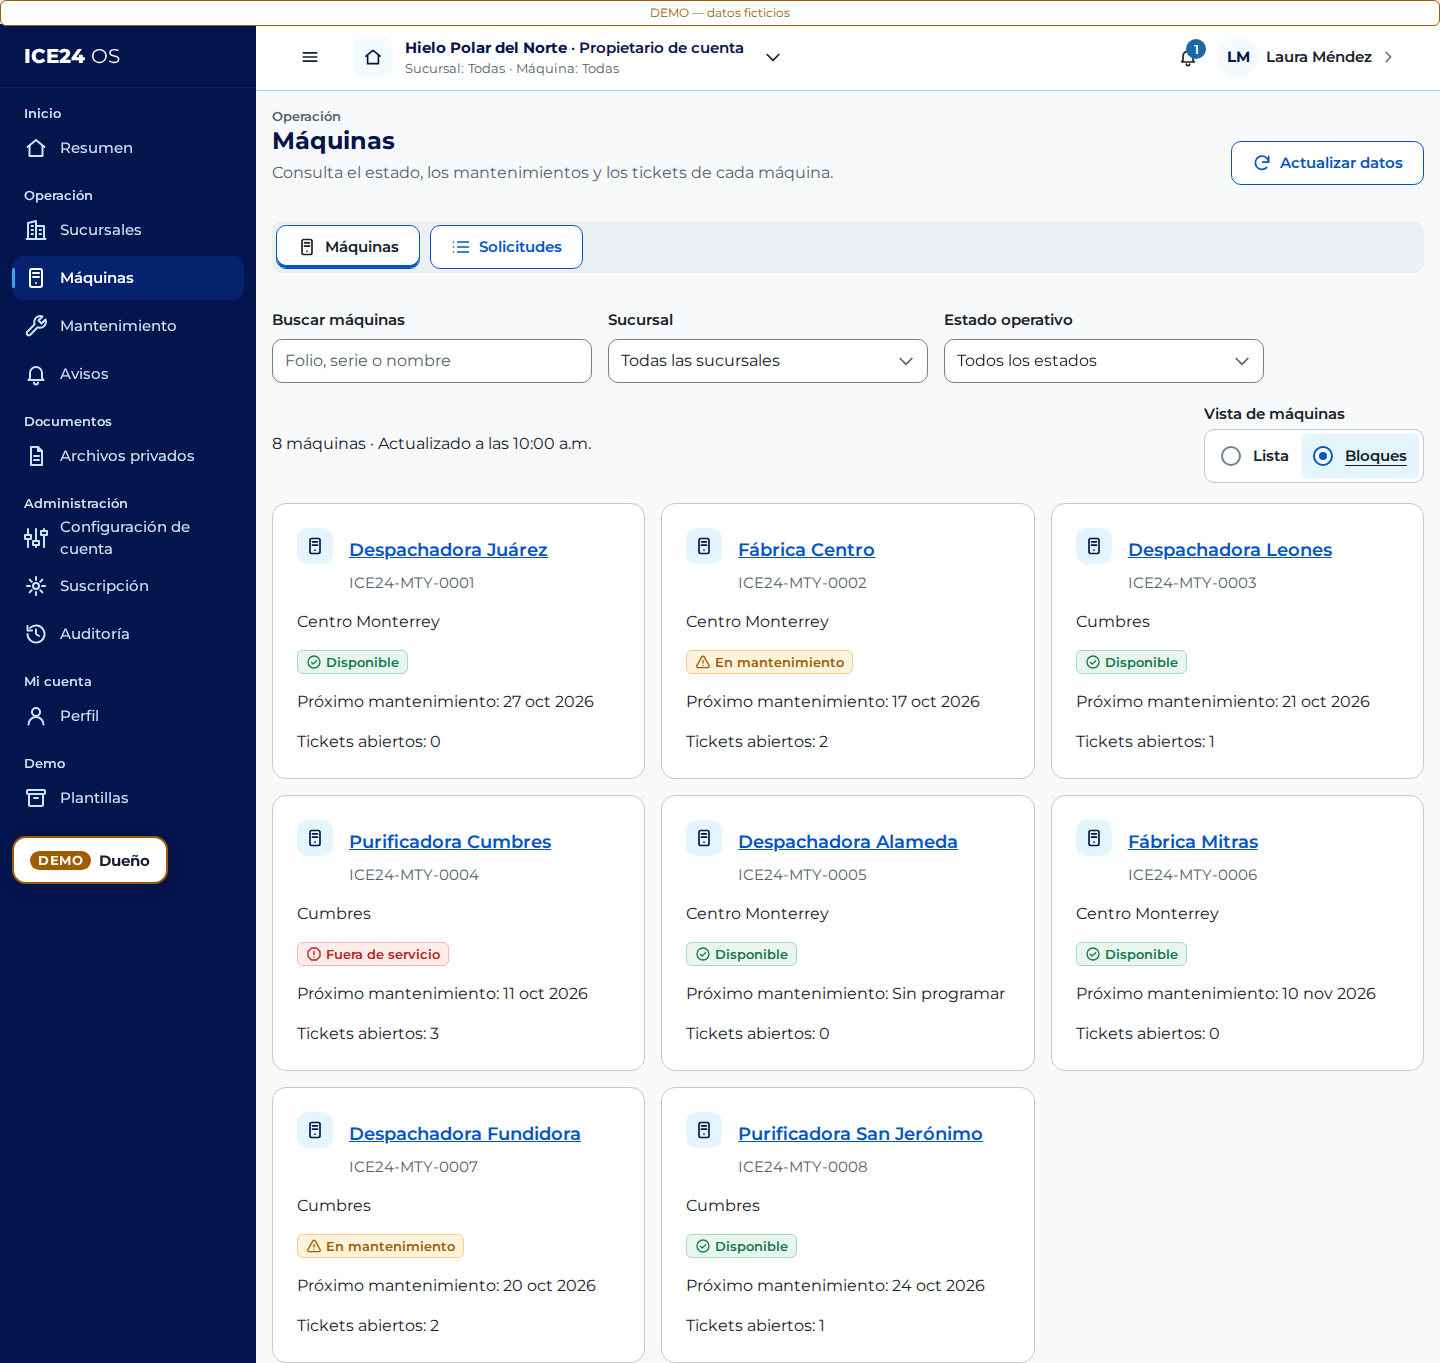 DEMO — datos ficticios
ICE24 OS
Inicio
Resumen
Operación
Sucursales
Máquinas
Mantenimiento
Avisos
Documentos
Archivos privados
Administración
Configuración de
cuenta
Suscripción
Auditoría
Mi cuenta
Perfil
Demo
Plantillas
DEMO Dueño
Hielo Polar del Norte · Propietario de cuenta
Sucursal: Todas · Máquina: Todas
1
LM Laura Méndez
Operación
Máquinas
Consulta el estado, los mantenimientos y los tickets de cada máquina.
Actualizar datos
Máquinas
Solicitudes
Buscar máquinas
Folio, serie o nombre
Sucursal
Todas las sucursales
Estado operativo
Todos los estados
8 máquinas · Actualizado a las 10:00 a.m.
Vista de máquinas
Lista
Bloques
Despachadora Juárez
ICE24-MTY-0001
Centro Monterrey
Disponible
Próximo mantenimiento: 27 oct 2026
Tickets abiertos: 0
Fábrica Centro
ICE24-MTY-0002
Centro Monterrey
En mantenimiento
Próximo mantenimiento: 17 oct 2026
Tickets abiertos: 2
Despachadora Leones
ICE24-MTY-0003
Cumbres
Disponible
Próximo mantenimiento: 21 oct 2026
Tickets abiertos: 1
Purificadora Cumbres
ICE24-MTY-0004
Cumbres
Fuera de servicio
Próximo mantenimiento: 11 oct 2026
Tickets abiertos: 3
Despachadora Alameda
ICE24-MTY-0005
Centro Monterrey
Disponible
Próximo mantenimiento: Sin programar
Tickets abiertos: 0
Fábrica Mitras
ICE24-MTY-0006
Centro Monterrey
Disponible
Próximo mantenimiento: 10 nov 2026
Tickets abiertos: 0
Despachadora Fundidora
ICE24-MTY-0007
Cumbres
En mantenimiento
Próximo mantenimiento: 20 oct 2026
Tickets abiertos: 2
Purificadora San Jerónimo
ICE24-MTY-0008
Cumbres
Disponible
Próximo mantenimiento: 24 oct 2026
Tickets abiertos: 1